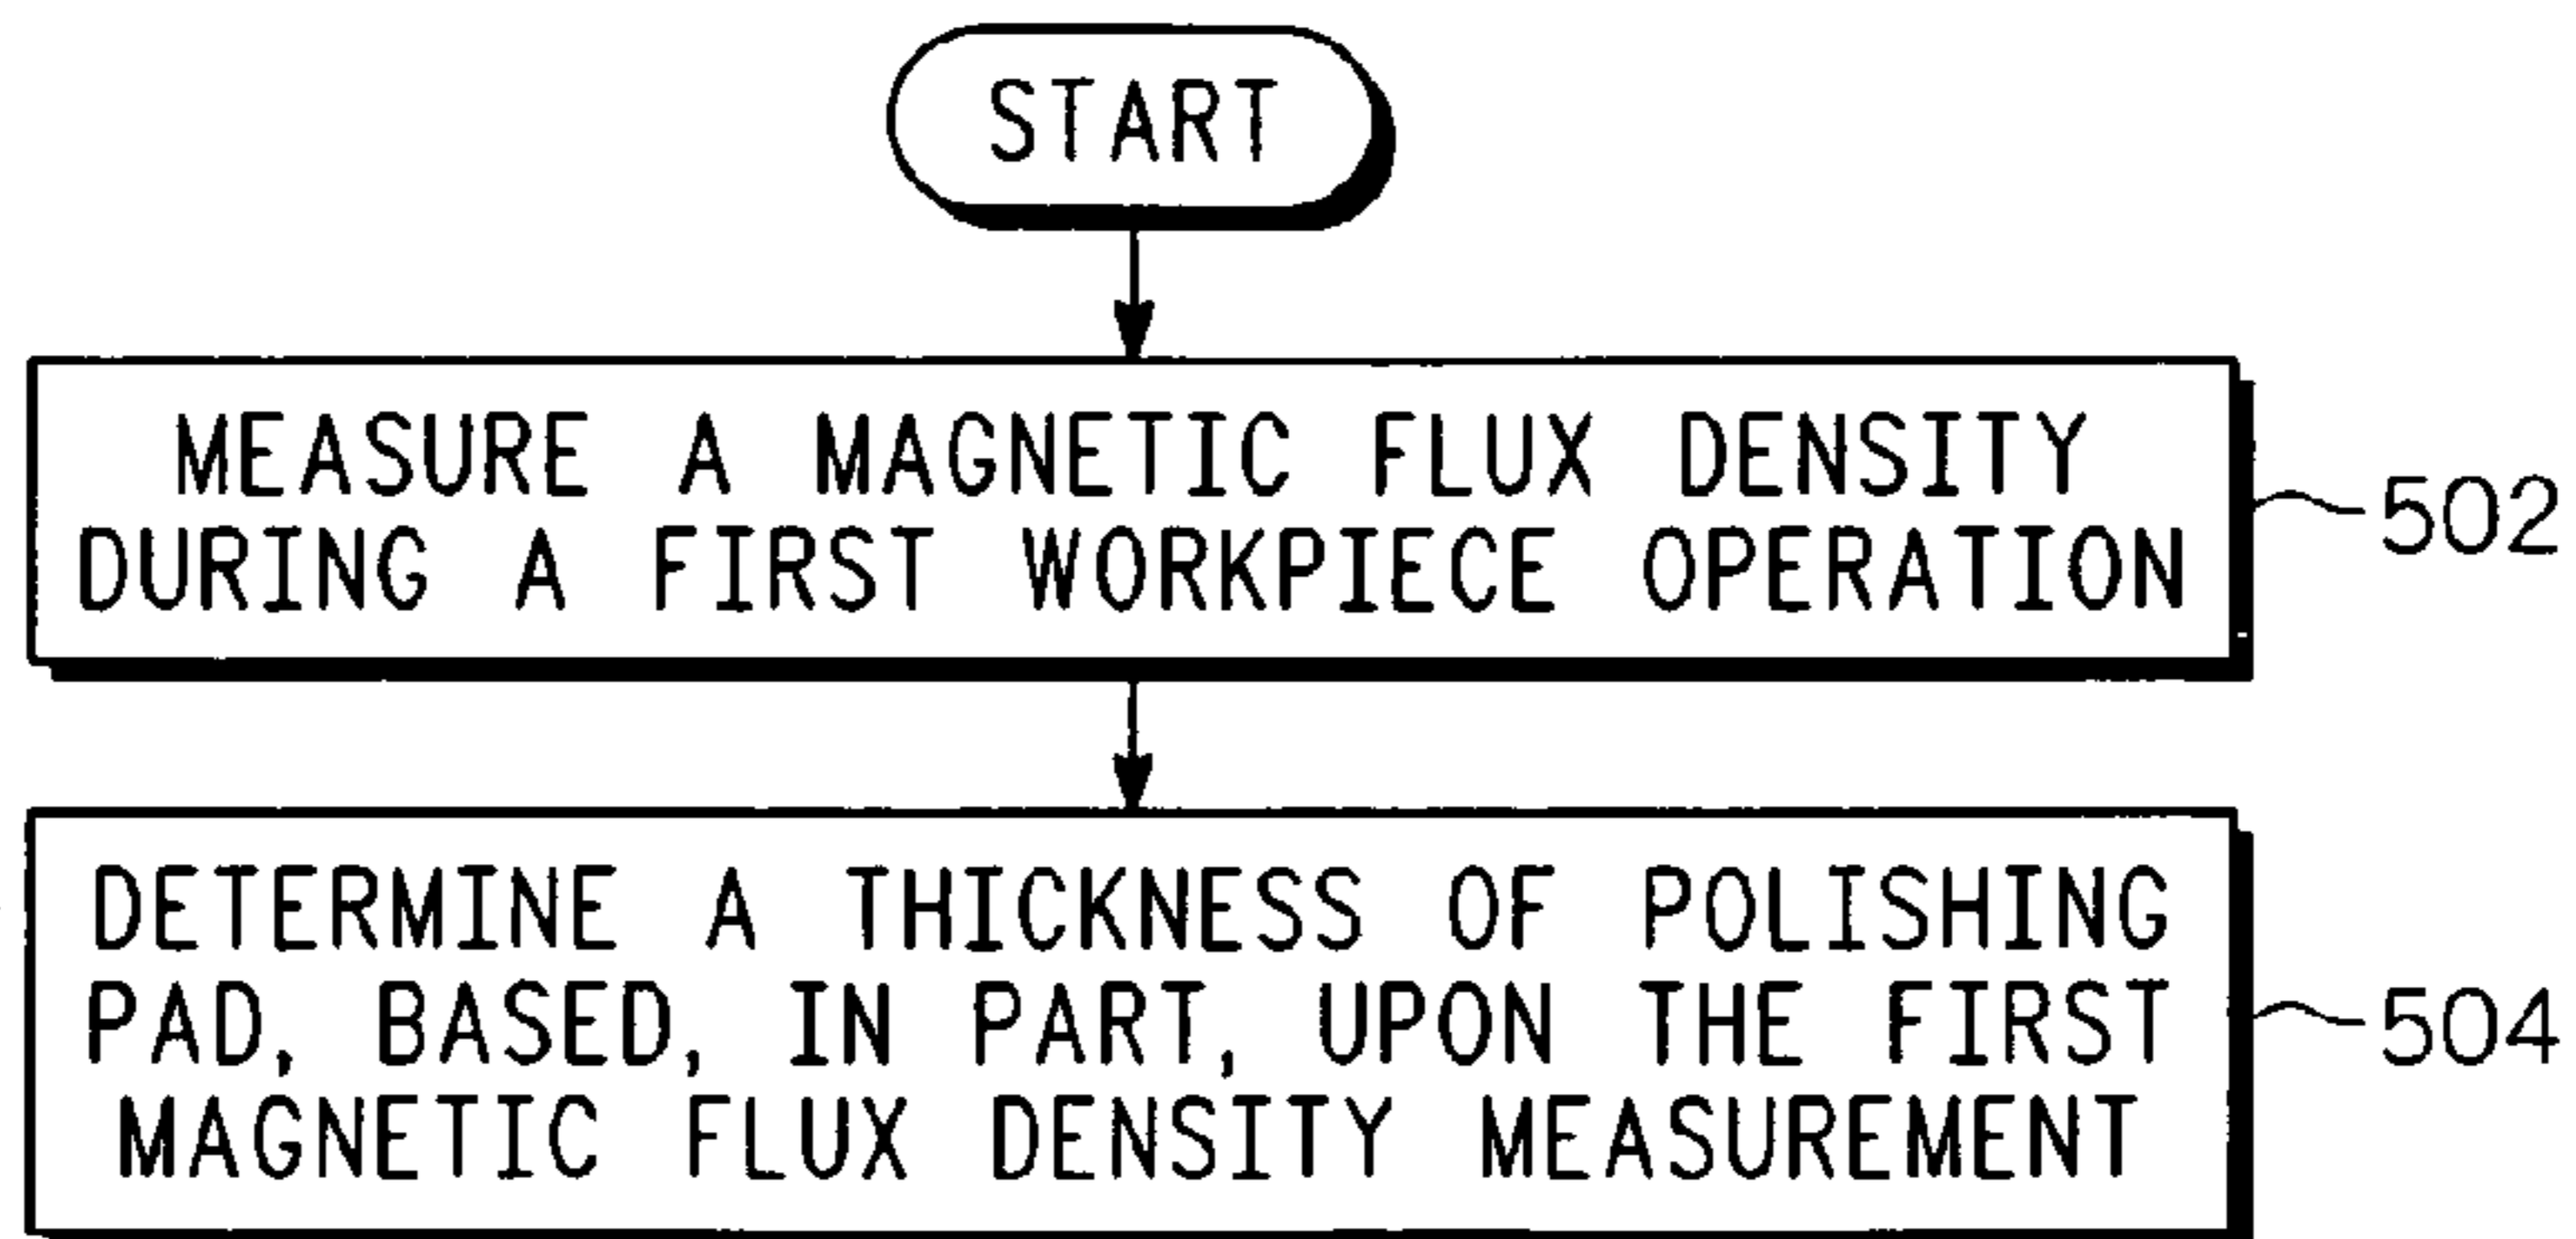 START
MEASURE A MAGNETIC FLUX DENSITY
DURING A FIRST WORKPIECE OPERATION
502
DETERMINE A THICKNESS OF POLISHING
PAD, BASED, IN PART, UPON THE FIRST
MAGNETIC FLUX DENSITY MEASUREMENT
504